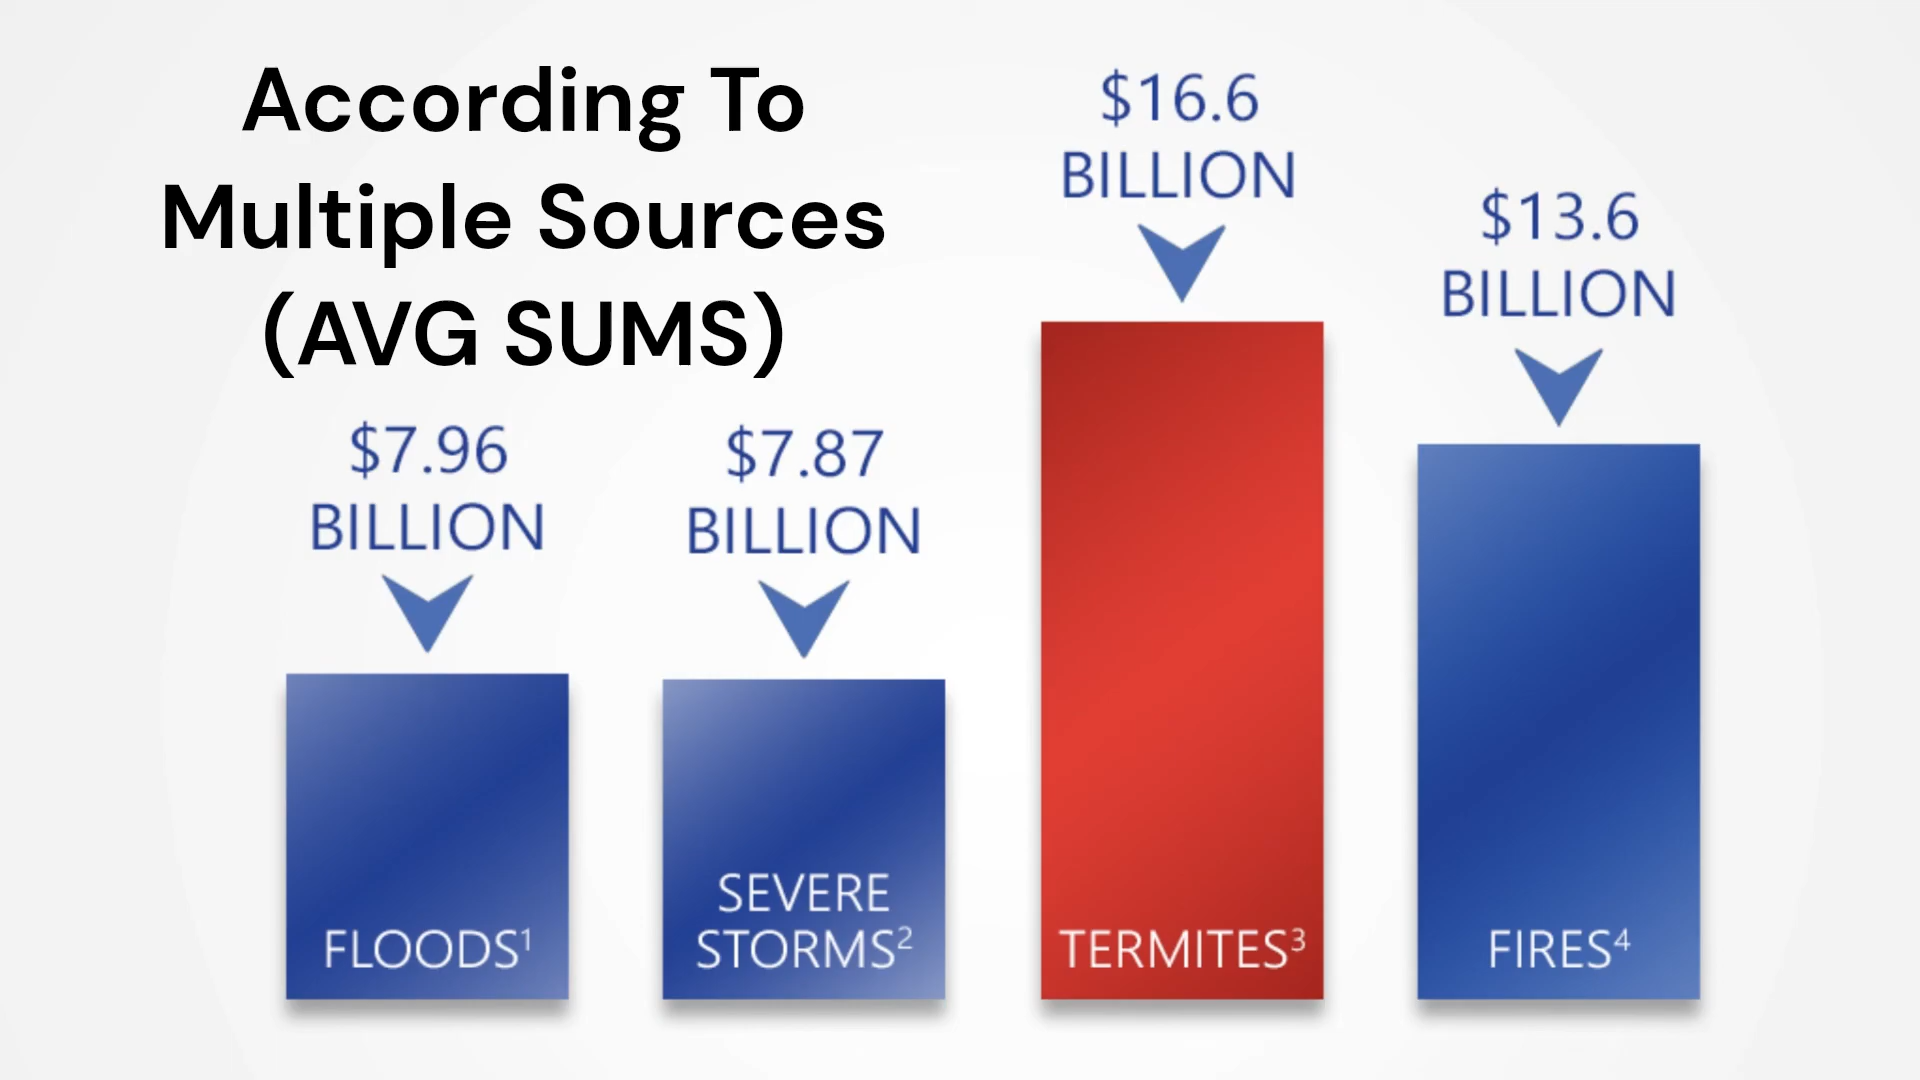 According To
Multiple Sources
(AVG SUMS)
$7.96
BILLION
$7.87
BILLION
$16.6
BILLION
$13.6
BILLION
FLOODS¹
SEVERE
STORMS²
TERMITES³
FIRES⁴